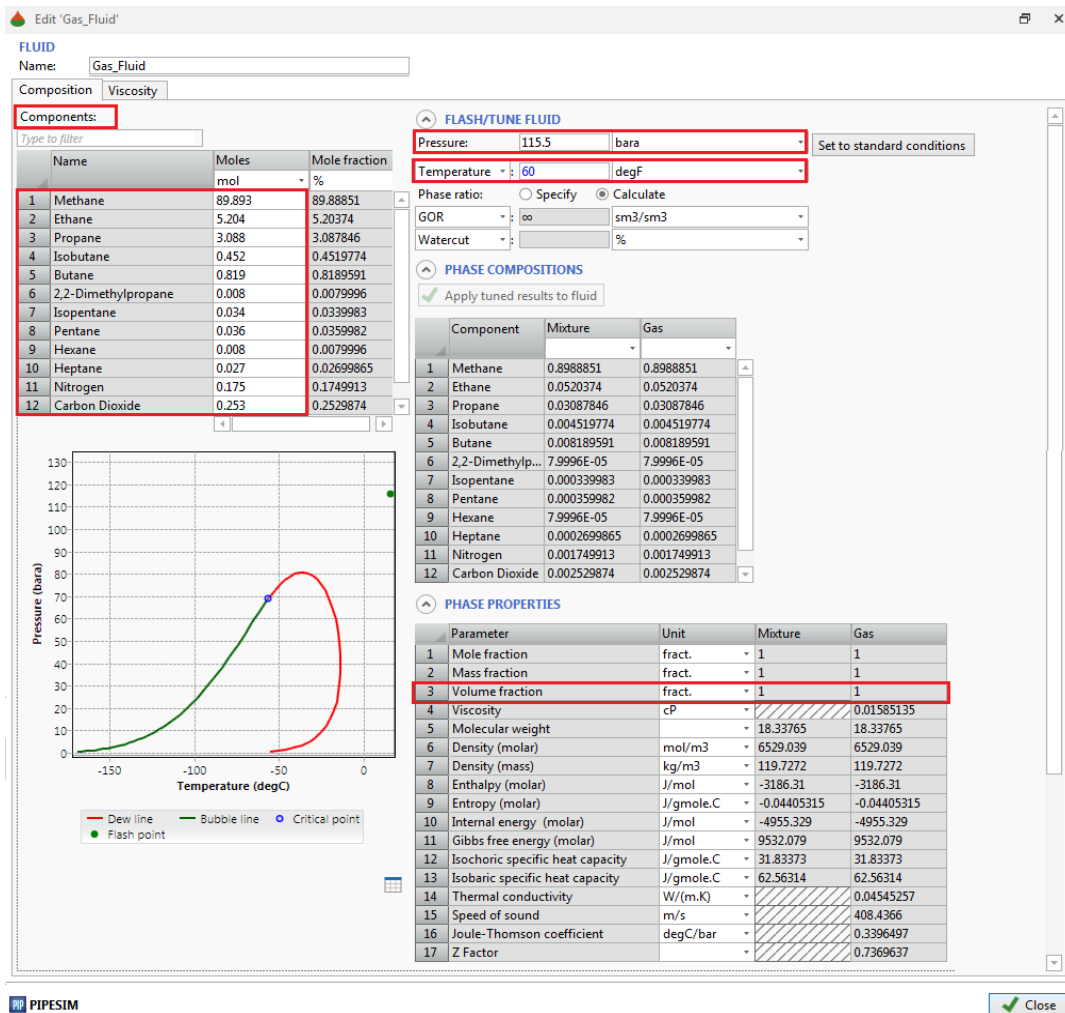 Edit 'Gas_Fluid'
FLUID
Name: Gas_Fluid
Composition Viscosity
Components:
Type to filter
Name Moles Mole fraction
mol %
1 Methane 89.893 89.88851
2 Ethane 5.204 5.20374
3 Propane 3.088 3.087846
4 Isobutane 0.452 0.4519774
5 Butane 0.819 0.8189591
6 2,2-Dimethylpropane 0.008 0.0079996
7 Isopentane 0.034 0.0339983
8 Pentane 0.036 0.0359982
9 Hexane 0.008 0.0079996
10 Heptane 0.027 0.02699865
11 Nitrogen 0.175 0.1749913
12 Carbon Dioxide 0.253 0.2529874
130
120
110
100
90
80
70
60
50
40
30
20
10
0
Pressure (bara)
-150 -100 -50 0
Temperature (degC)
Dew line Bubble line Critical point
Flash point
FLASH/TUNE FLUID
Pressure: 115.5 bara Set to standard conditions
Temperature : 60 degF
Phase ratio: Specify Calculate
GOR : ∞ sm3/sm3
Watercut : %
PHASE COMPOSITIONS
Apply tuned results to fluid
Component Mixture Gas
1 Methane 0.8988851 0.8988851
2 Ethane 0.0520374 0.0520374
3 Propane 0.03087846 0.03087846
4 Isobutane 0.004519774 0.004519774
5 Butane 0.008189591 0.008189591
6 2,2-Dimethylp... 7.9996E-05 7.9996E-05
7 Isopentane 0.000339983 0.000339983
8 Pentane 0.000359982 0.000359982
9 Hexane 7.9996E-05 7.9996E-05
10 Heptane 0.0002699865 0.0002699865
11 Nitrogen 0.001749913 0.001749913
12 Carbon Dioxide 0.002529874 0.002529874
PHASE PROPERTIES
Parameter Unit Mixture Gas
1 Mole fraction fract. 1 1
2 Mass fraction fract. 1 1
3 Volume fraction fract. 1 1
4 Viscosity cP 0.01585135
5 Molecular weight 18.33765 18.33765
6 Density (molar) mol/m3 6529.039 6529.039
7 Density (mass) kg/m3 119.7272 119.7272
8 Enthalpy (molar) J/mol -3186.31 -3186.31
9 Entropy (molar) J/gmole.C -0.04405315 -0.04405315
10 Internal energy (molar) J/mol -4955.329 -4955.329
11 Gibbs free energy (molar) J/mol 9532.079 9532.079
12 Isochoric specific heat capacity J/gmole.C 31.83373 31.83373
13 Isobaric specific heat capacity J/gmole.C 62.56314 62.56314
14 Thermal conductivity W/(m.K) 0.04545257
15 Speed of sound m/s 408.4366
16 Joule-Thomson coefficient degC/bar 0.3396497
17 Z Factor 0.7369637
PIP PIPESIM
Close